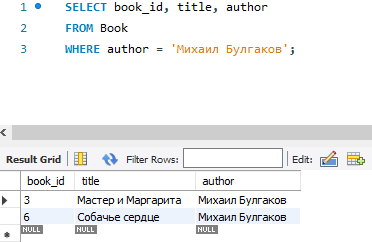 1 SELECT book_id, title, author
2 FROM Book
3 WHERE author = 'Михаил Булгаков';
Result Grid Filter Rows: Edit:
book_id title author
3 Мастер и Маргарита Михаил Булгаков
6 Собачье сердце Михаил Булгаков
NULL NULL NULL